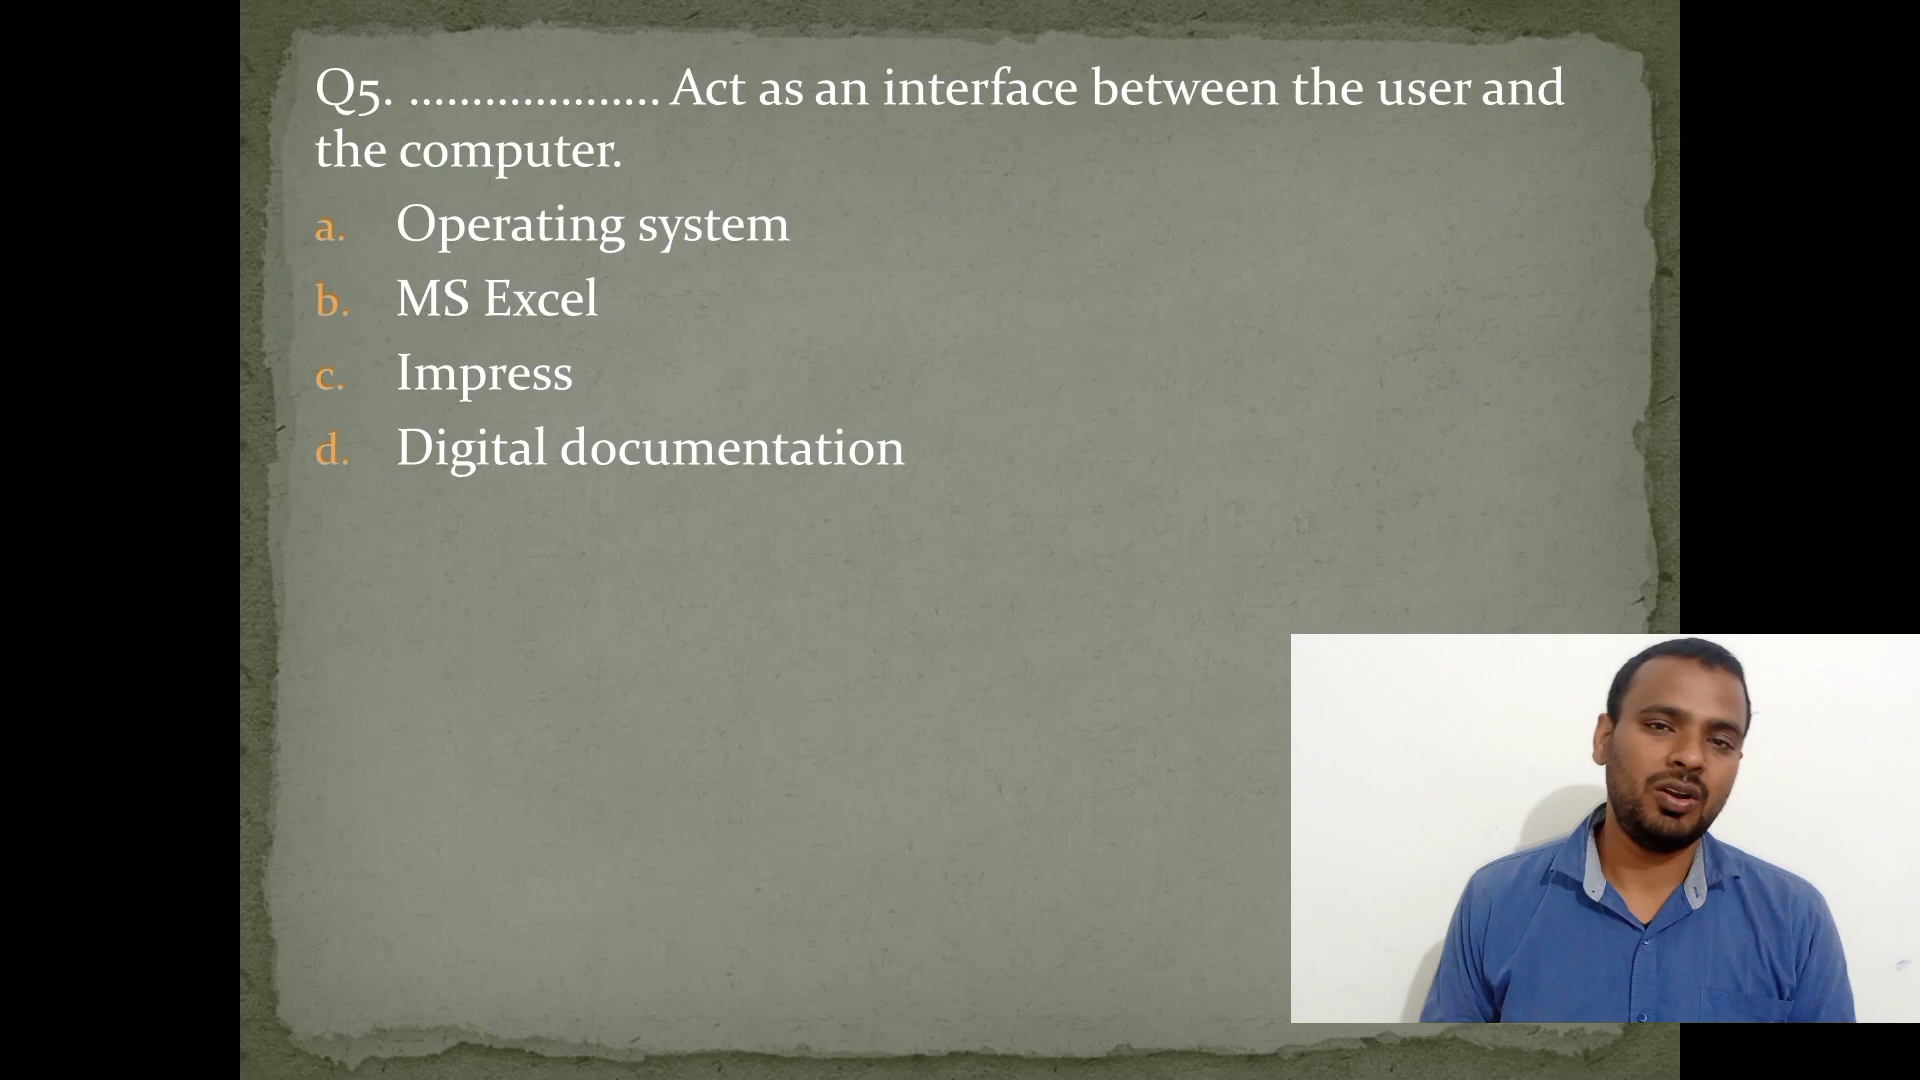 Q5. .................... Act as an interface between the user and
the computer.
a. Operating system
b. MS Excel
c. Impress
d. Digital documentation